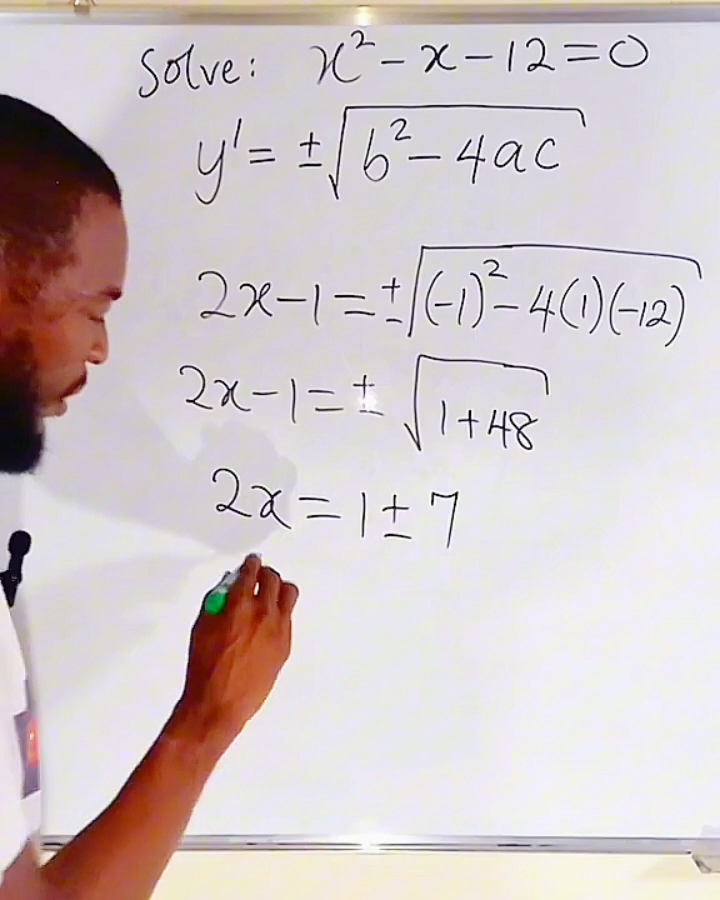 Solve: x² - x - 12 = 0
y' = ±√(b² - 4ac)
2x - 1 = ±√((-1)² - 4(1)(-12))
2x - 1 = ±√(1 + 48)
2x = 1 ± 7